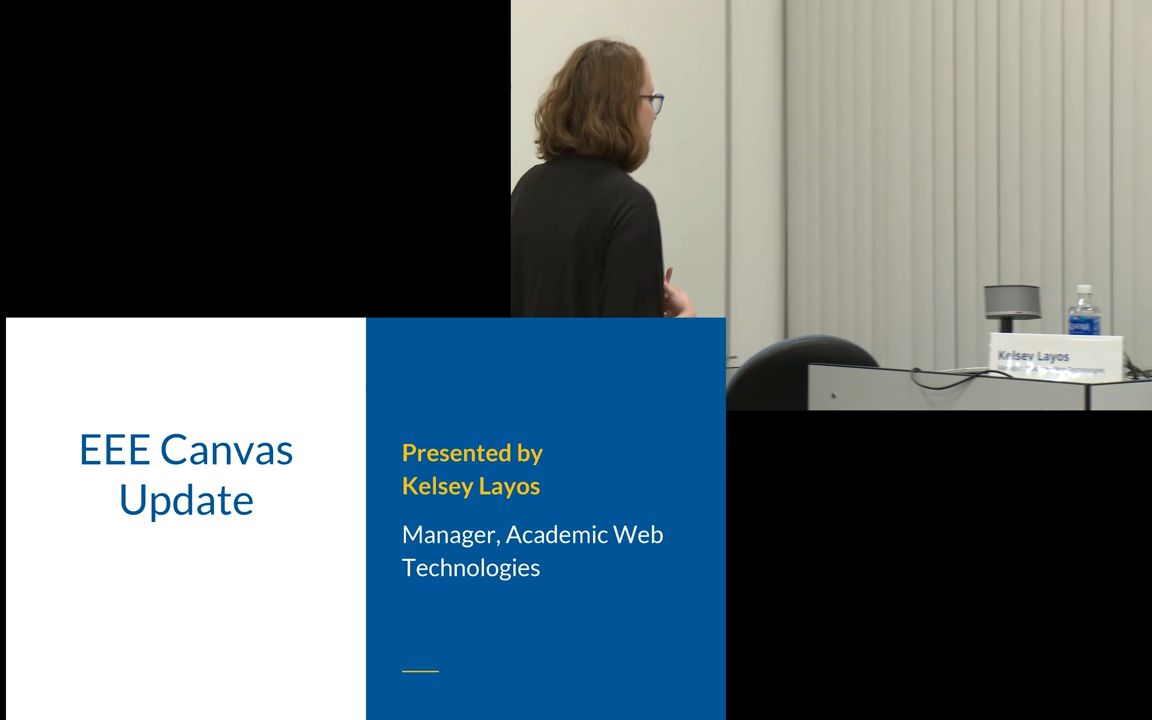 Kelsey Layos
EEE Canvas
Update
Presented by
Kelsey Layos
Manager, Academic Web
Technologies